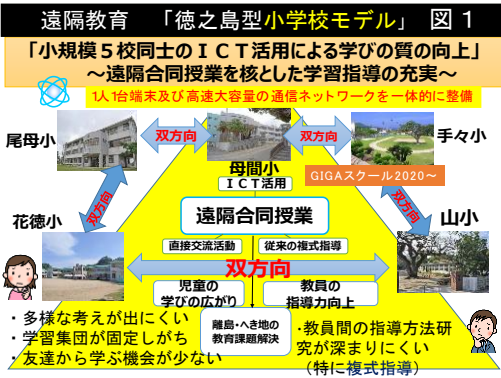 遠隔教育 「徳之島型小学校モデル」 図1
「小規模5校同士のICT活用による学びの質の向上」
～遠隔合同授業を核とした学習指導の充実～
1人1台端末及び高速大容量の通信ネットワークを一体的に整備
尾母小
双方向
双方向
手々小
母間小
ICT活用
GIGAスクール2020～
双方向
双方向
花徳小
遠隔合同授業
山小
直接交流活動
従来の複式指導
双方向
児童の
学びの広がり
教員の
指導力向上
離島・へき地の
教育課題解決
・多様な考えが出にくい
・学習集団が固定しがち
・友達から学ぶ機会が少ない
・教員間の指導方法研
究が深まりにくい
（特に複式指導）